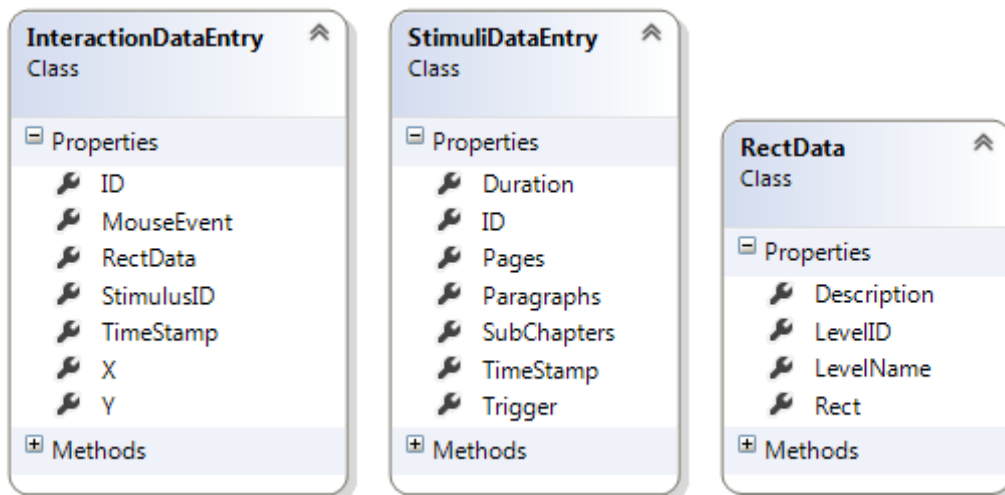 InteractionDataEntry
Class
Properties
ID
MouseEvent
RectData
StimulusID
TimeStamp
X
Y
Methods
StimuliDataEntry
Class
Properties
Duration
ID
Pages
Paragraphs
SubChapters
TimeStamp
Trigger
Methods
RectData
Class
Properties
Description
LevelID
LevelName
Rect
Methods